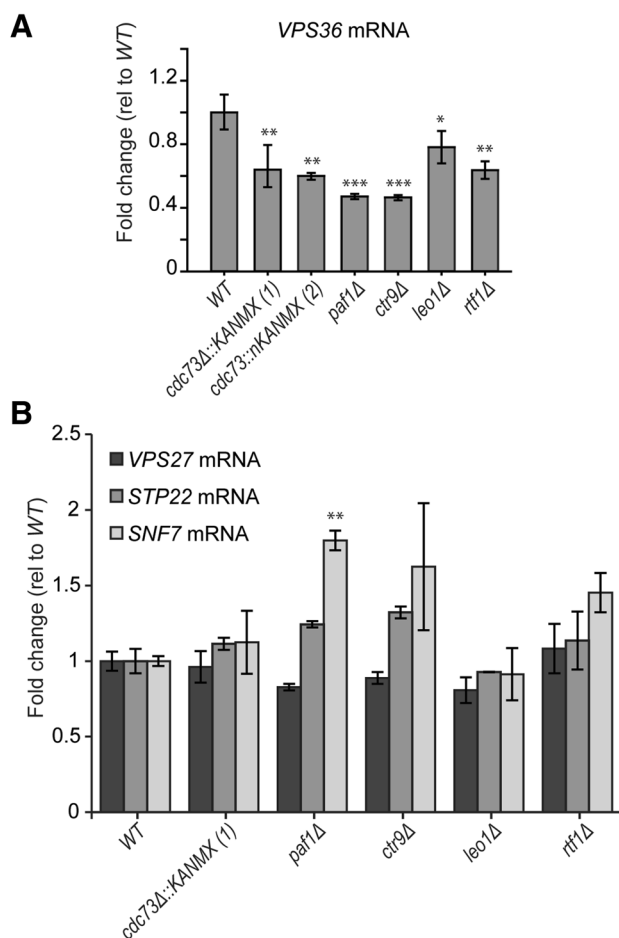 A
VPS36 mRNA
Fold change (rel to WT)
1.2
0.8
0.4
0
**
**
***
***
*
**
WT
cdc73Δ::KANMX (1)
cdc73::nKANMX (2)
paf1Δ
ctr9Δ
leo1Δ
rtf1Δ
B
Fold change (rel to WT)
2.5
2
1.5
1
0.5
0
VPS27 mRNA
STP22 mRNA
SNF7 mRNA
**
WT
cdc73Δ::KANMX (1)
paf1Δ
ctr9Δ
leo1Δ
rtf1Δ